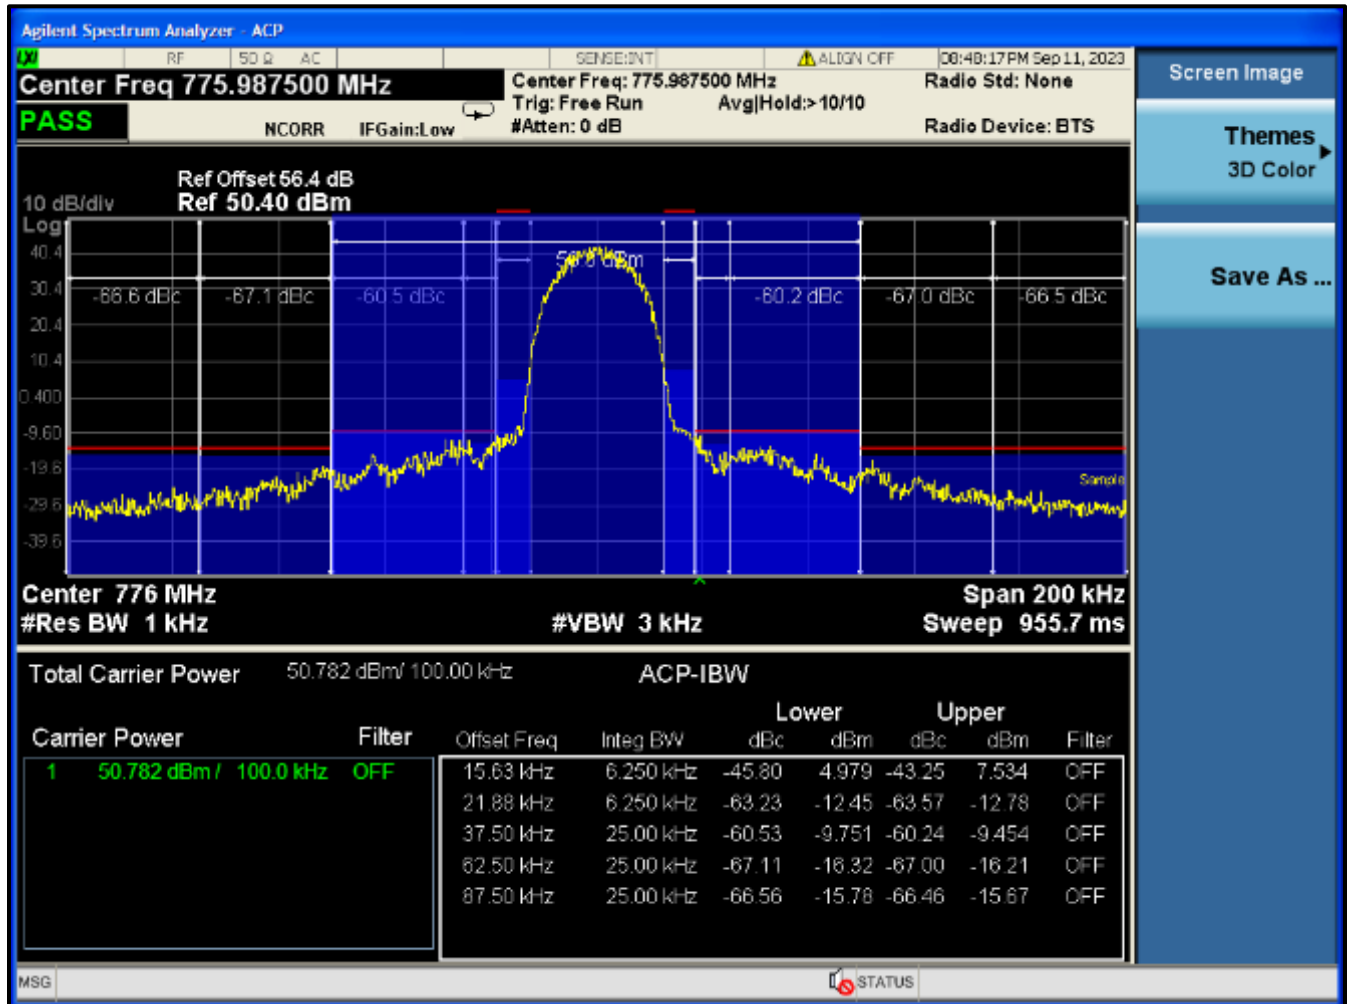 Agilent Spectrum Analyzer - ACP
LXI RF 50 Ω AC SENSE:INT ALIGN OFF 08:48:17PM Sep 11, 2023
Center Freq 775.987500 MHz
Center Freq: 775.987500 MHz Radio Std: None
Trig: Free Run Avg|Hold:>10/10
PASS NCORR IFGain:Low #Atten: 0 dB Radio Device: BTS
Screen Image
Themes
3D Color
Save As ...
Ref Offset 56.4 dB
10 dB/div Ref 50.40 dBm
Log
40.4
30.4
20.4
10.4
0.400
-9.60
-19.6
-29.6
-39.6
-66.6 dBc -67.1 dBc -60.5 dBc -60.2 dBc -67.0 dBc -66.5 dBc
Sample
Center 776 MHz Span 200 kHz
#Res BW 1 kHz #VBW 3 kHz Sweep 955.7 ms
Total Carrier Power 50.782 dBm/ 100.00 kHz ACP-IBW
Lower Upper
Carrier Power Filter Offset Freq Integ BW dBc dBm dBc dBm Filter
1 50.782 dBm / 100.0 kHz OFF 15.63 kHz 6.250 kHz -45.80 4.979 -43.25 7.534 OFF
21.88 kHz 6.250 kHz -63.23 -12.45 -63.57 -12.78 OFF
37.50 kHz 25.00 kHz -60.53 -9.751 -60.24 -9.454 OFF
62.50 kHz 25.00 kHz -67.11 -16.32 -67.00 -16.21 OFF
87.50 kHz 25.00 kHz -66.56 -15.78 -66.46 -15.67 OFF
MSG STATUS